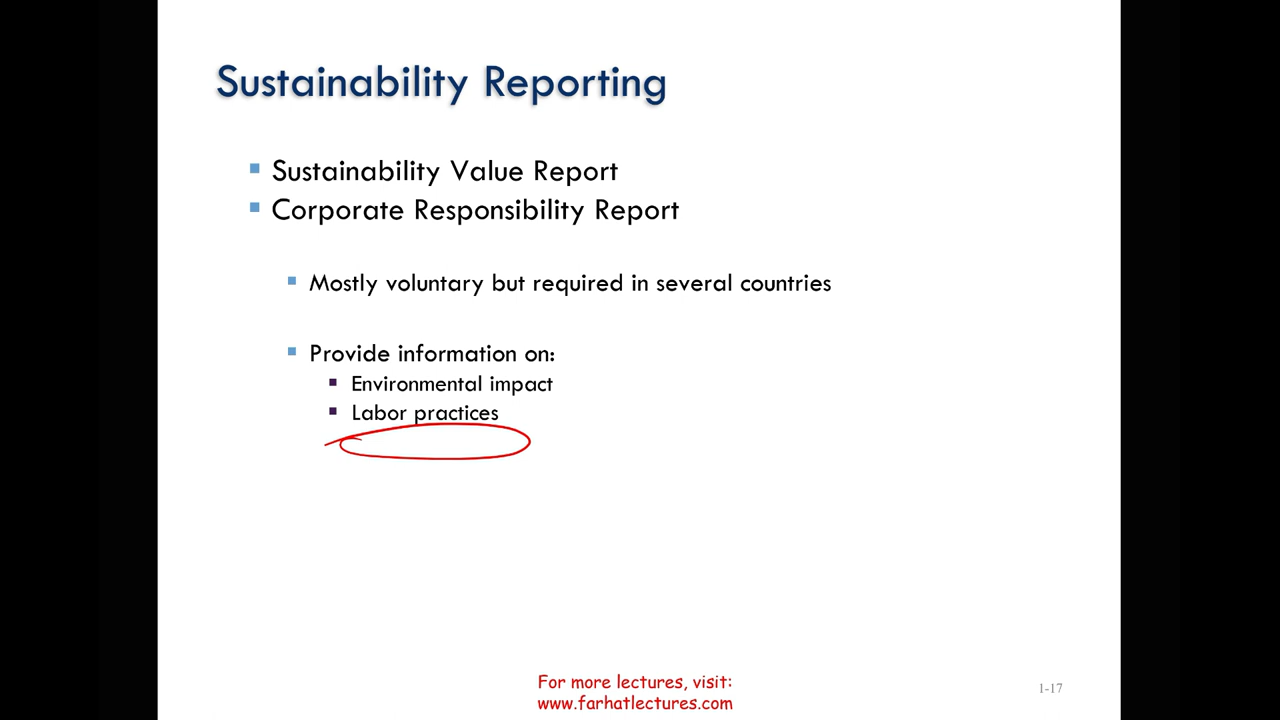 Sustainability Reporting
Sustainability Value Report
Corporate Responsibility Report
Mostly voluntary but required in several countries
Provide information on:
Environmental impact
Labor practices
For more lectures, visit:
www.farhatlectures.com
1-17